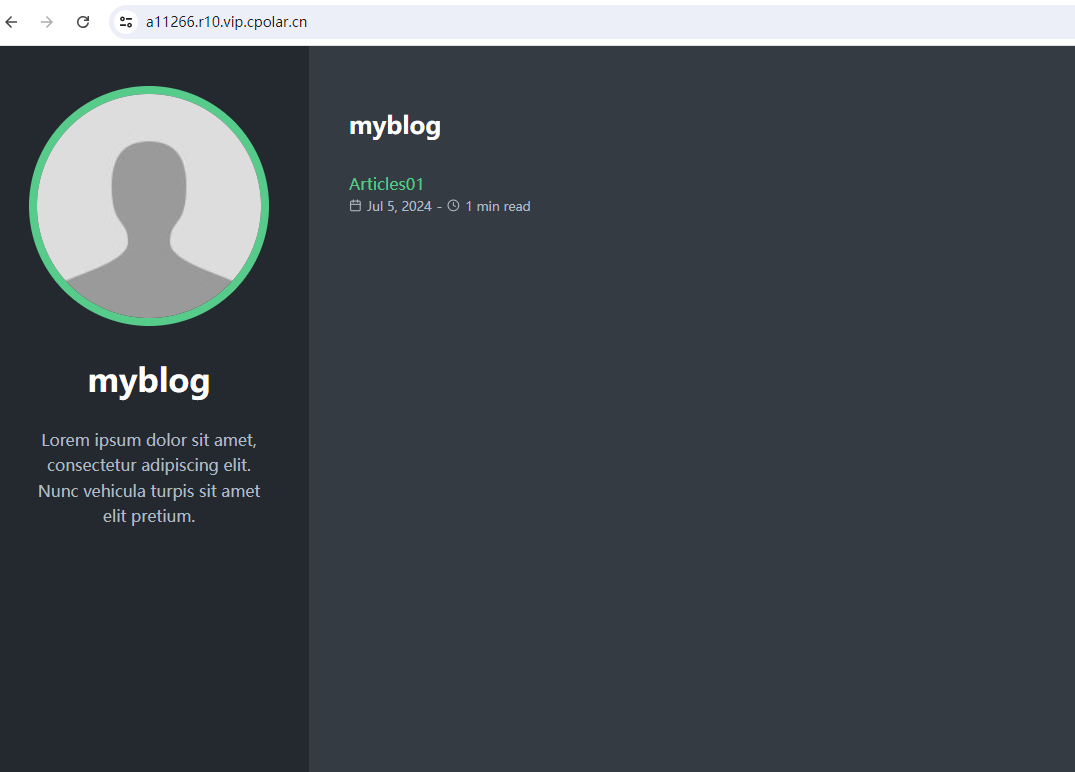 a11266.r10.vip.cpolar.cn
myblog
Lorem ipsum dolor sit amet,
consectetur adipiscing elit.
Nunc vehicula turpis sit amet
elit pretium.
myblog
Articles01
Jul 5, 2024 - 1 min read